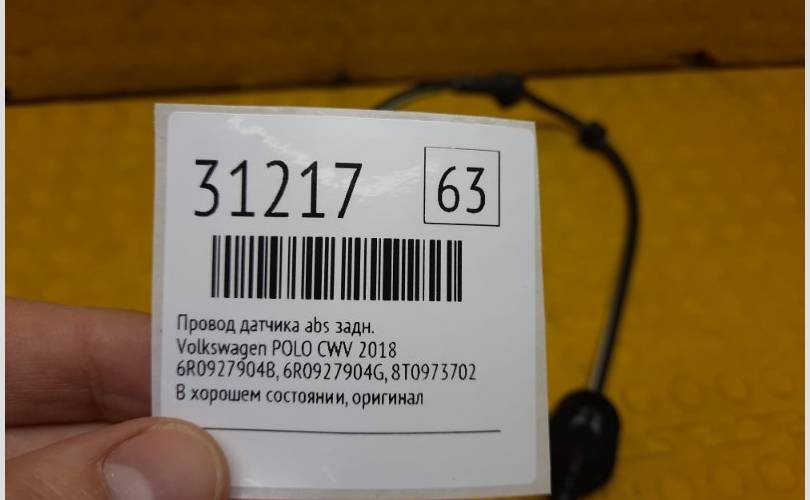 31217 63
Провод датчика abs задн.
Volkswagen POLO CWV 2018
6R0927904B, 6R0927904G, 8T0973702
В хорошем состоянии, оригинал